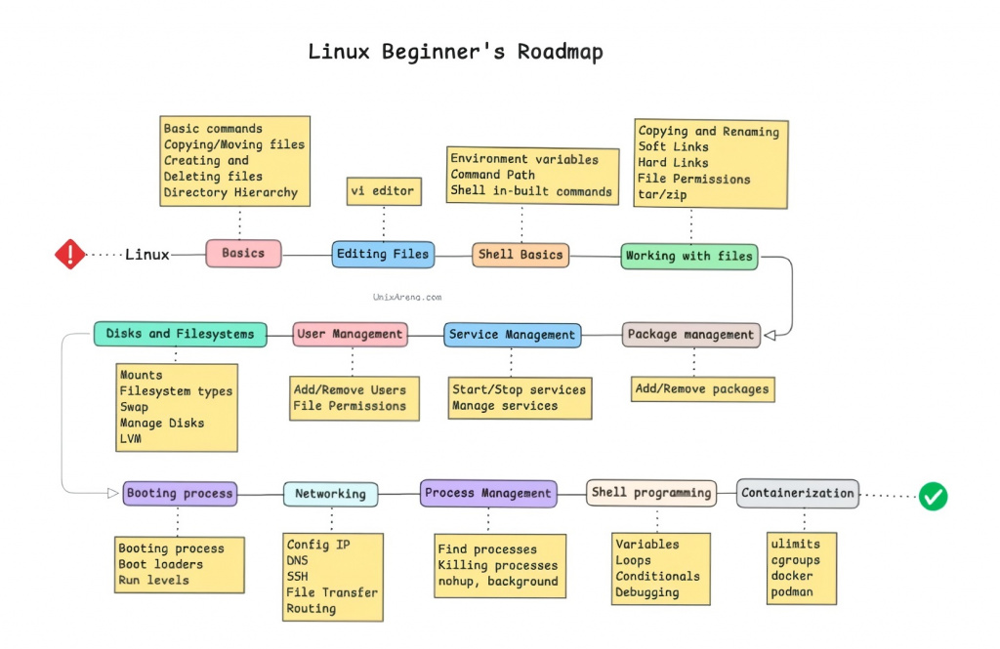 Linux Beginner's Roadmap
Basic commands
Copying/Moving files
Creating and
Deleting files
Directory Hierarchy
vi editor
Environment variables
Command Path
Shell in-built commands
Copying and Renaming
Soft Links
Hard Links
File Permissions
tar/zip
Linux
Basics
Editing Files
Shell Basics
Working with files
UnixArena.com
Disks and Filesystems
User Management
Service Management
Package management
Mounts
Filesystem types
Swap
Manage Disks
LVM
Add/Remove Users
File Permissions
Start/Stop services
Manage services
Add/Remove packages
Booting process
Networking
Process Management
Shell programming
Containerization
Booting process
Boot loaders
Run levels
Config IP
DNS
SSH
File Transfer
Routing
Find processes
Killing processes
nohup, background
Variables
Loops
Conditionals
Debugging
ulimits
cgroups
docker
podman